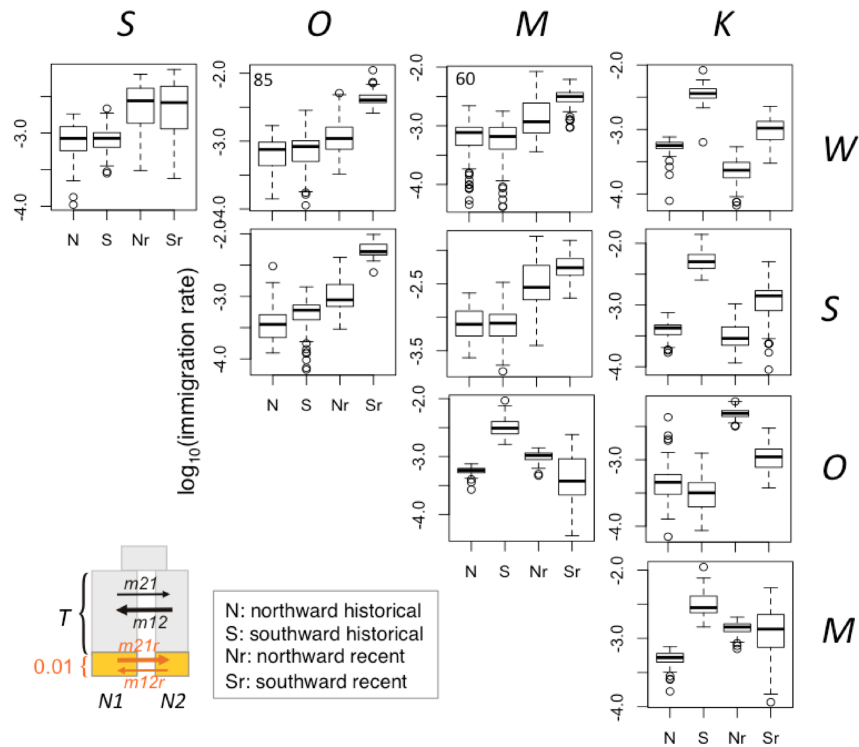 S O M K
85
60
-2.0
-2.0
-3.0
-4.0
-3.0
-4.0
-3.0
-4.0
-2.0
-3.0
-4.0
W
N S Nr Sr
log10(immigration rate)
-2.0
-3.0
-4.0
-2.5
-3.5
-2.0
-3.0
-4.0
S
N S Nr Sr
-2.0
-3.0
-4.0
-3.0
-4.0
O
N S Nr Sr
-2.0
-3.0
-4.0
M
N S Nr Sr
T
m21
m12
m21r
m12r
0.01
N1 N2
N: northward historical
S: southward historical
Nr: northward recent
Sr: southward recent